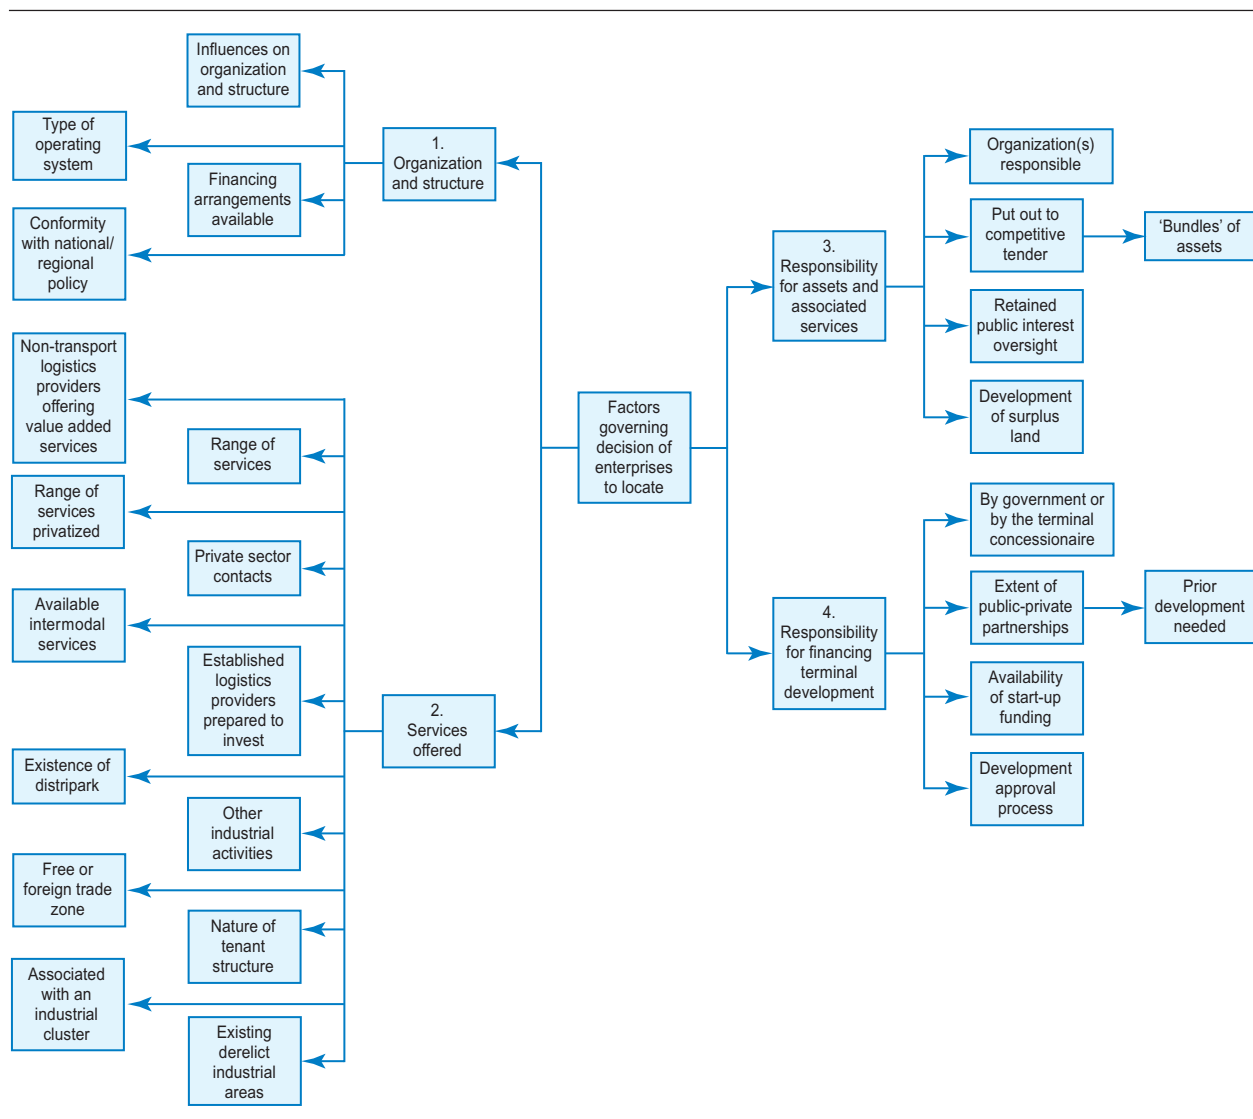 Influences on
organization
and structure
Type of
operating
system
Financing
arrangements
available
Conformity
with national/
regional
policy
1.
Organization
and structure
Non-transport
logistics
providers
offering
value added
services
Range of
services
Range of
services
privatized
Private sector
contacts
Available
intermodal
services
Established
logistics
providers
prepared to
invest
Existence of
distripark
Other
industrial
activities
Free or
foreign trade
zone
Nature of
tenant
structure
Associated
with an
industrial
cluster
Existing
derelict
industrial
areas
2.
Services
offered
Factors
governing
decision of
enterprises
to locate
3.
Responsibility
for assets and
associated
services
Organization(s)
responsible
Put out to
competitive
tender
‘Bundles’ of
assets
Retained
public interest
oversight
Development
of surplus
land
4.
Responsibility
for financing
terminal
development
By government or
by the terminal
concessionaire
Extent of
public-private
partnerships
Prior
development
needed
Availability
of start-up
funding
Development
approval
process